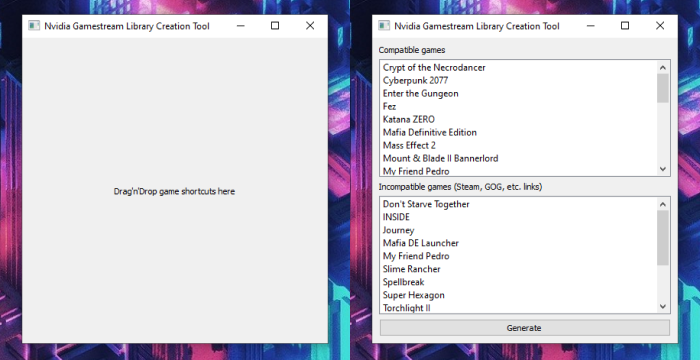 Nvidia Gamestream Library Creation Tool
Drag'n'Drop game shortcuts here
Nvidia Gamestream Library Creation Tool
Compatible games
Crypt of the Necrodancer
Cyberpunk 2077
Enter the Gungeon
Fez
Katana ZERO
Mafia Definitive Edition
Mass Effect 2
Mount & Blade II Bannerlord
My Friend Pedro
Incompatible games (Steam, GOG, etc. links)
Don't Starve Together
INSIDE
Journey
Mafia DE Launcher
My Friend Pedro
Slime Rancher
Spellbreak
Super Hexagon
Torchlight II
Generate